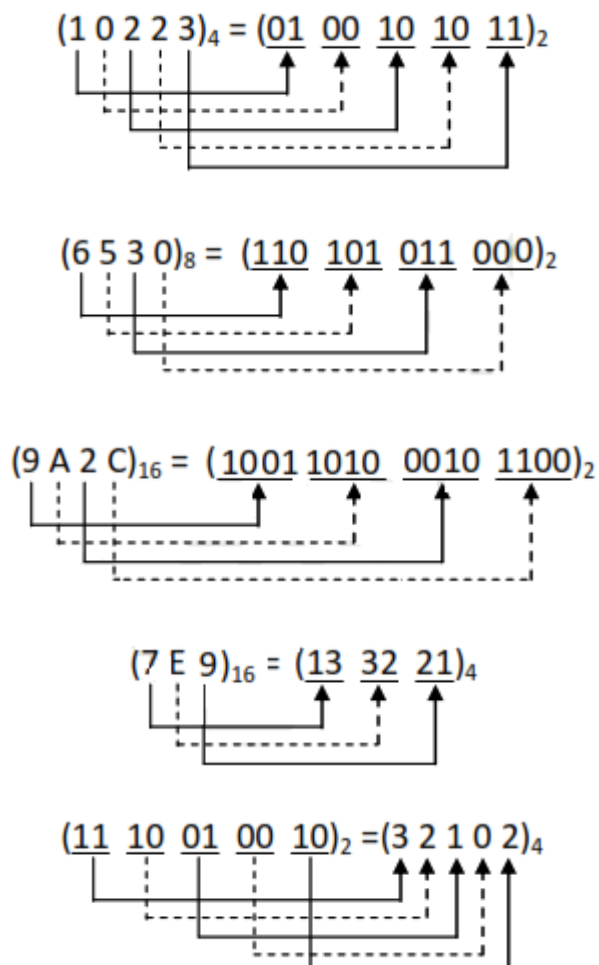 (1 0 2 2 3)₄ = (01 00 10 10 11)₂
(6 5 3 0)₈ = (110 101 011 000)₂
(9 A 2 C)₁₆ = (1001 1010 0010 1100)₂
(7 E 9)₁₆ = (13 32 21)₄
(11 10 01 00 10)₂ =(3 2 1 0 2)₄